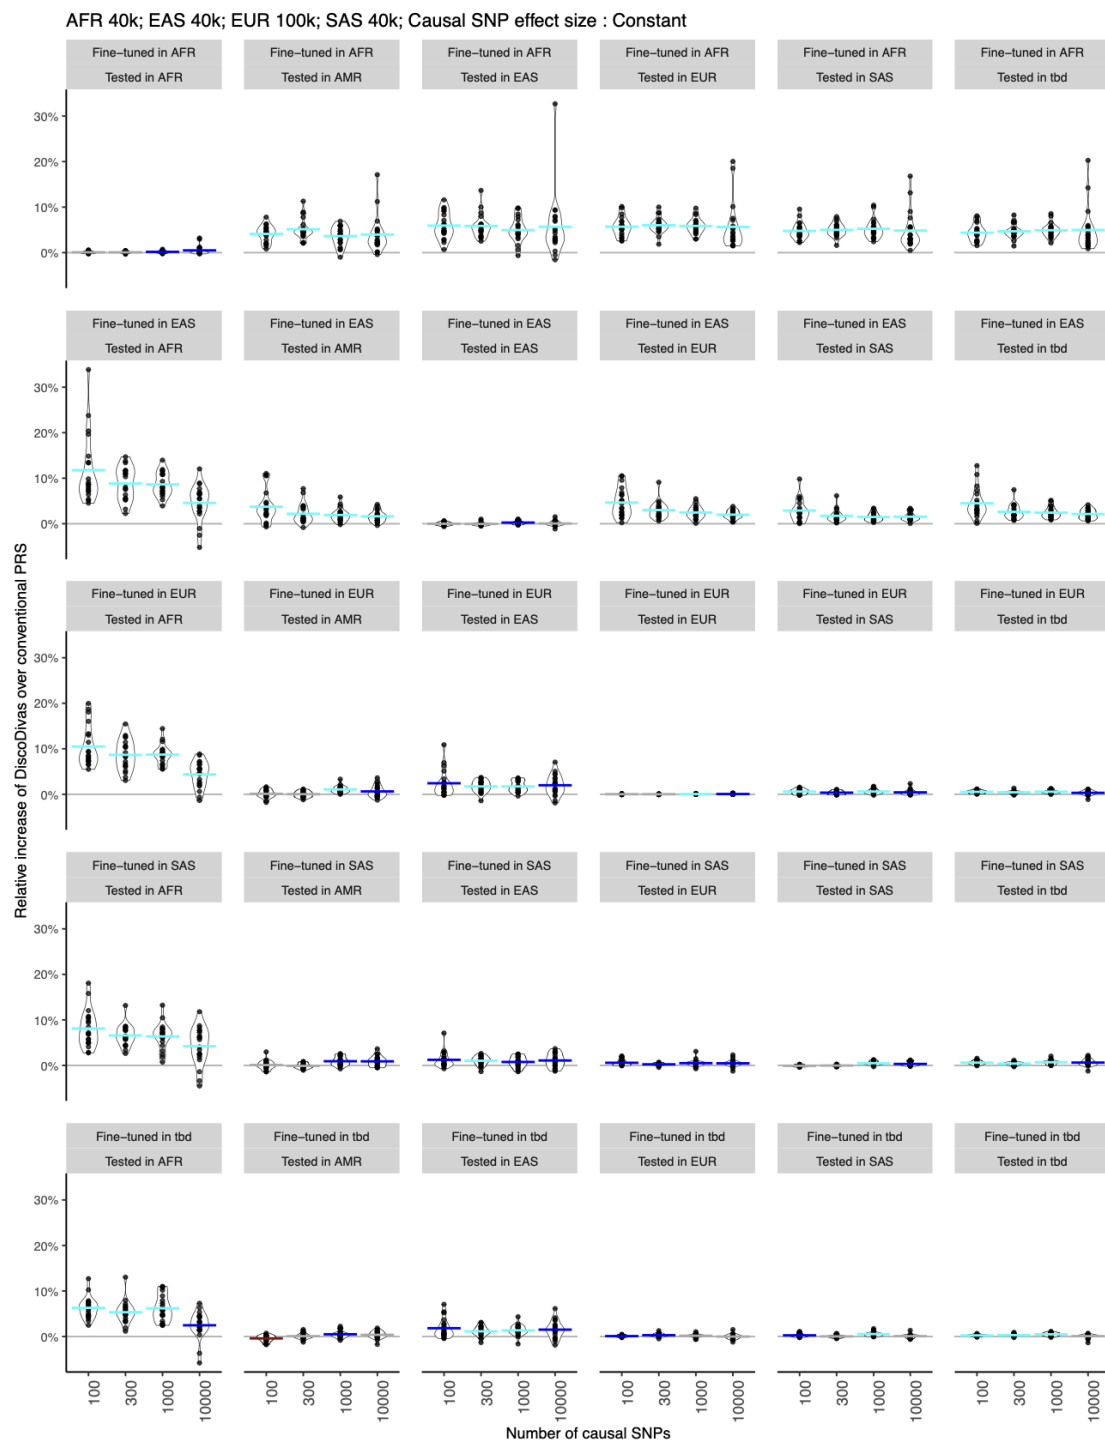 AFR 40k; EAS 40k; EUR 100k; SAS 40k; Causal SNP effect size : Constant
Fine−tuned in AFR Fine−tuned in AFR Fine−tuned in AFR Fine−tuned in AFR Fine−tuned in AFR Fine−tuned in AFR
Tested in AFR Tested in AMR Tested in EAS Tested in EUR Tested in SAS Tested in tbd
30%
20%
10%
0%
Fine−tuned in EAS Fine−tuned in EAS Fine−tuned in EAS Fine−tuned in EAS Fine−tuned in EAS Fine−tuned in EAS
Tested in AFR Tested in AMR Tested in EAS Tested in EUR Tested in SAS Tested in tbd
30%
20%
10%
0%
Relative increase of DiscoDivas over conventional PRS
Fine−tuned in EUR Fine−tuned in EUR Fine−tuned in EUR Fine−tuned in EUR Fine−tuned in EUR Fine−tuned in EUR
Tested in AFR Tested in AMR Tested in EAS Tested in EUR Tested in SAS Tested in tbd
30%
20%
10%
0%
Fine−tuned in SAS Fine−tuned in SAS Fine−tuned in SAS Fine−tuned in SAS Fine−tuned in SAS Fine−tuned in SAS
Tested in AFR Tested in AMR Tested in EAS Tested in EUR Tested in SAS Tested in tbd
30%
20%
10%
0%
Fine−tuned in tbd Fine−tuned in tbd Fine−tuned in tbd Fine−tuned in tbd Fine−tuned in tbd Fine−tuned in tbd
Tested in AFR Tested in AMR Tested in EAS Tested in EUR Tested in SAS Tested in tbd
30%
20%
10%
0%
100 300 1000 10000 100 300 1000 10000 100 300 1000 10000 100 300 1000 10000 100 300 1000 10000 100 300 1000 10000
Number of causal SNPs